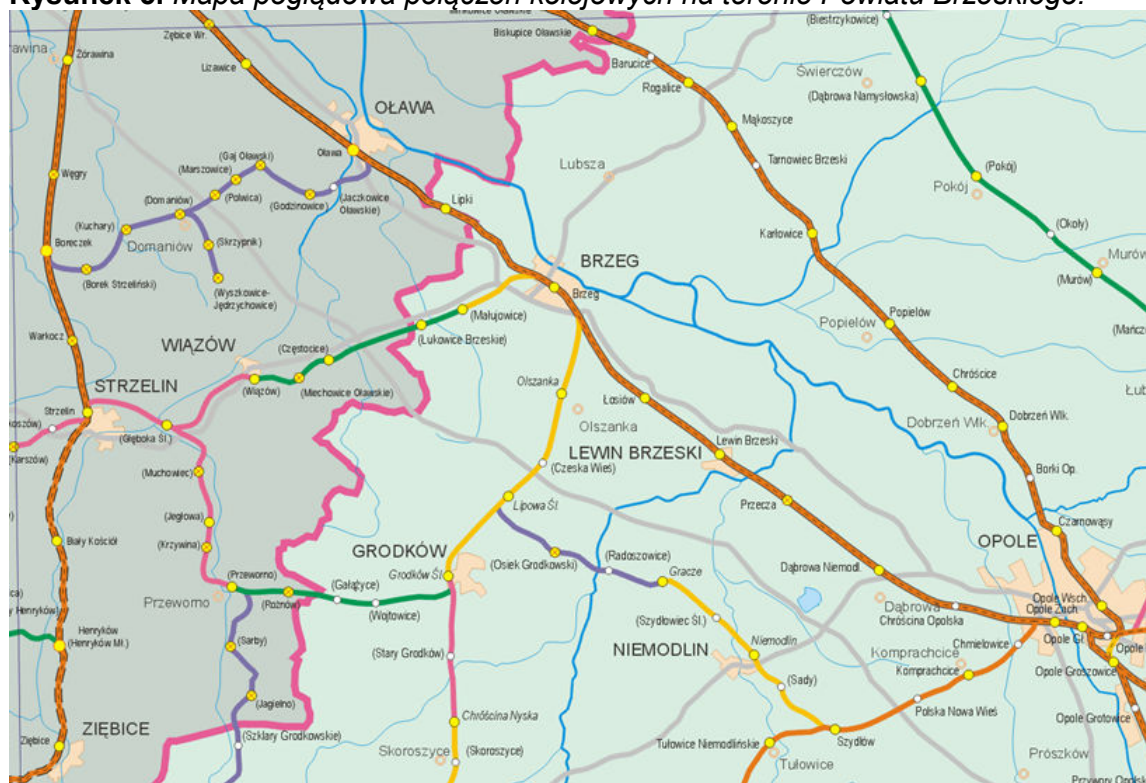 Rysunek 6. Mapa poglądowa połączeń kolejowych na terenie Powiatu Brzeskiego.
Żórawina
Zębice Wr.
Lizawice
OŁAWA
Oława
Biskupice Oławskie
Barucice
Rogalice
(Biestrzykowice)
Świerczów
(Dąbrowa Namysłowska)
Mąkoszyce
Lubsza
Tarnowiec Brzeski
(Pokój)
Pokój
Węgry
(Gaj Oławski)
(Marszowice)
(Domaniów)
(Polwica)
(Godzinowice)
(Jaczkowice
Oławskie)
Lipki
(Kuchary)
Domaniów
(Skrzypnik)
Boreczek
(Borek Strzeliński)
(Wyszkowice-
Jędrzychowice)
BRZEG
Brzeg
Karłowice
(Okoły)
Murów
(Murów)
(Małujowice)
(Łukowice Brzeskie)
Popielów
Popielów
Warkocz
WIĄZÓW
(Częstocice)
(Wiązów)
(Miechowice Oławskie)
STRZELIN
Strzelin
(Karszów)
(Głęboka Śl.)
Olszanka
Olszanka
Łosiów
Chróścice
Dobrzeń Wlk.
Dobrzeń Wlk.
LEWIN BRZESKI
Lewin Brzeski
(Czeska Wieś)
(Muchowiec)
Lipowa Śl.
Przecza
Borki Op.
(Jegłowa)
Czarnowąsy
Biały Kościół
(Krzywina)
GRODKÓW
Grodków Śl.
(Osiek Grodkowski)
(Radoszowice)
Gracze
Dąbrowa Niemodl.
OPOLE
(Przeworno)
Przeworno
(Rożnów)
(Gałążyce)
(Wojtowice)
(Szydłowiec Śl.)
Dąbrowa
Chróścina Opolska
Opole Wsch.
Opole Zach.
Opole Gł.
Henryków
(Henryków Mł.)
(Sarby)
(Stary Grodków)
NIEMODLIN
Niemodlin
Chmielowice
Komprachcice
Komprachcice
Opole Groszowice
(Jagielno)
(Sady)
Polska Nowa Wieś
Chróścina Nyska
Opole Grotowice
ZIĘBICE
Ziębice
(Szklary Grodkowskie)
Skoroszyce
(Skoroszyce)
Tułowice Niemodlińskie
Szydłów
Tułowice
Prószków